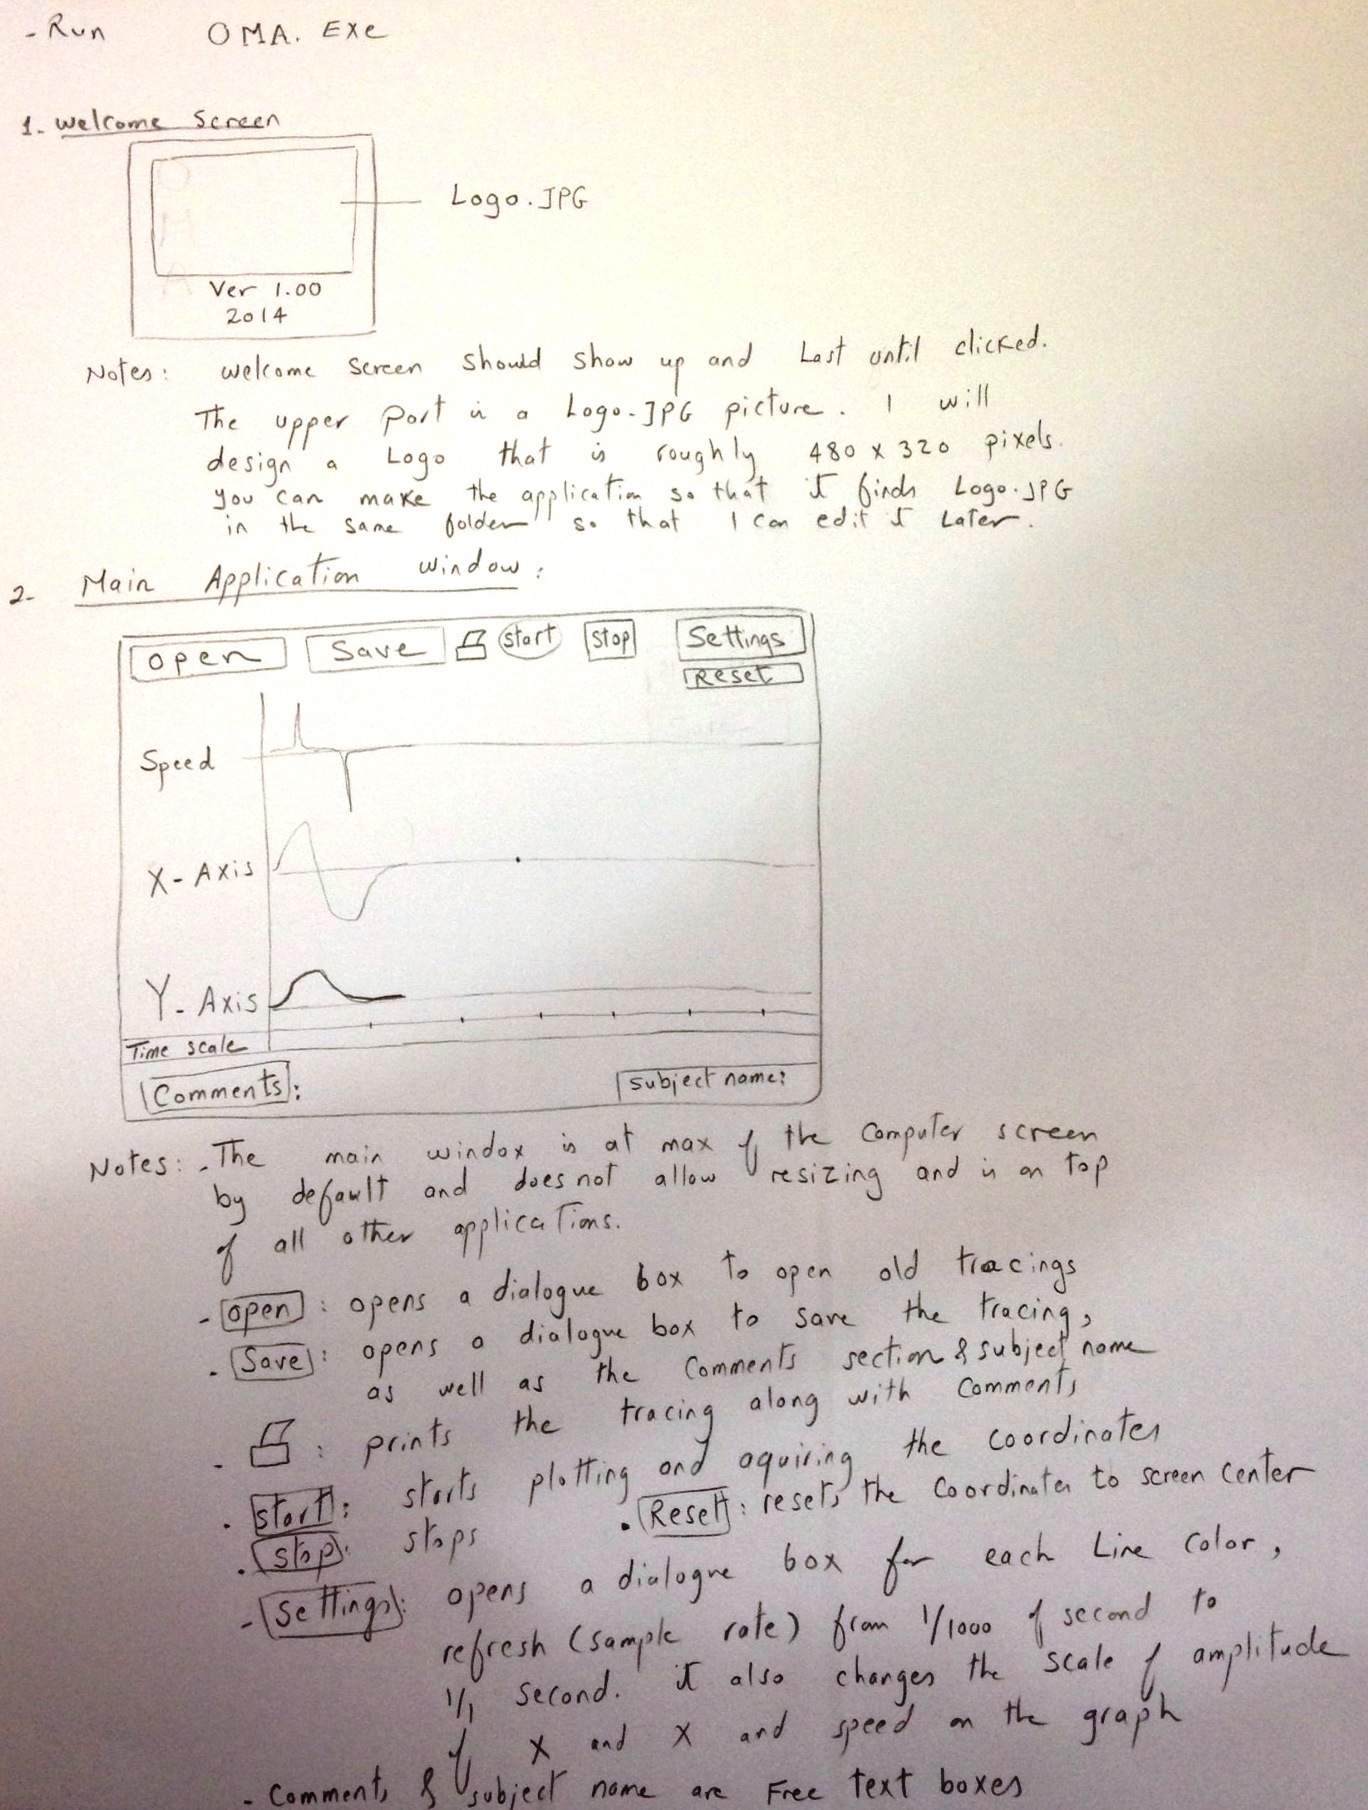 - Run OMA. Exe
1- Welcome Screen
O
M
A
Logo.JPG
Ver 1.00
2014
Notes: welcome screen should show up and Last until clicked.
The upper part is a Logo.JPG picture. I will
design a Logo that is roughly 480 x 320 pixels.
you can make the application so that it finds Logo.JPG
in the same folder so that I can edit it Later.
2- Main Application window:
open Save start stop Settings
Reset
Speed
X- Axis
Y- Axis
Time scale
Comments: Subject name:
Notes: - The main windox is at max of the computer screen
by default and does not allow resizing and is on top
of all other applications.
- open : opens a dialogue box to open old tracings
- Save : opens a dialogue box to save the tracing,
as well as the comments section & subject name
- : prints the tracing along with comments
- start : starts plotting and aquiring the coordinates
- stop : stops
• Reset : resets the coordinates to screen center
- Settings : opens a dialogue box for each Line color,
refresh (sample rate) from 1/1000 of second to
1/1 second. it also changes the scale of amplitude
of X and X and speed on the graph
- Comments & subject name are Free text boxes